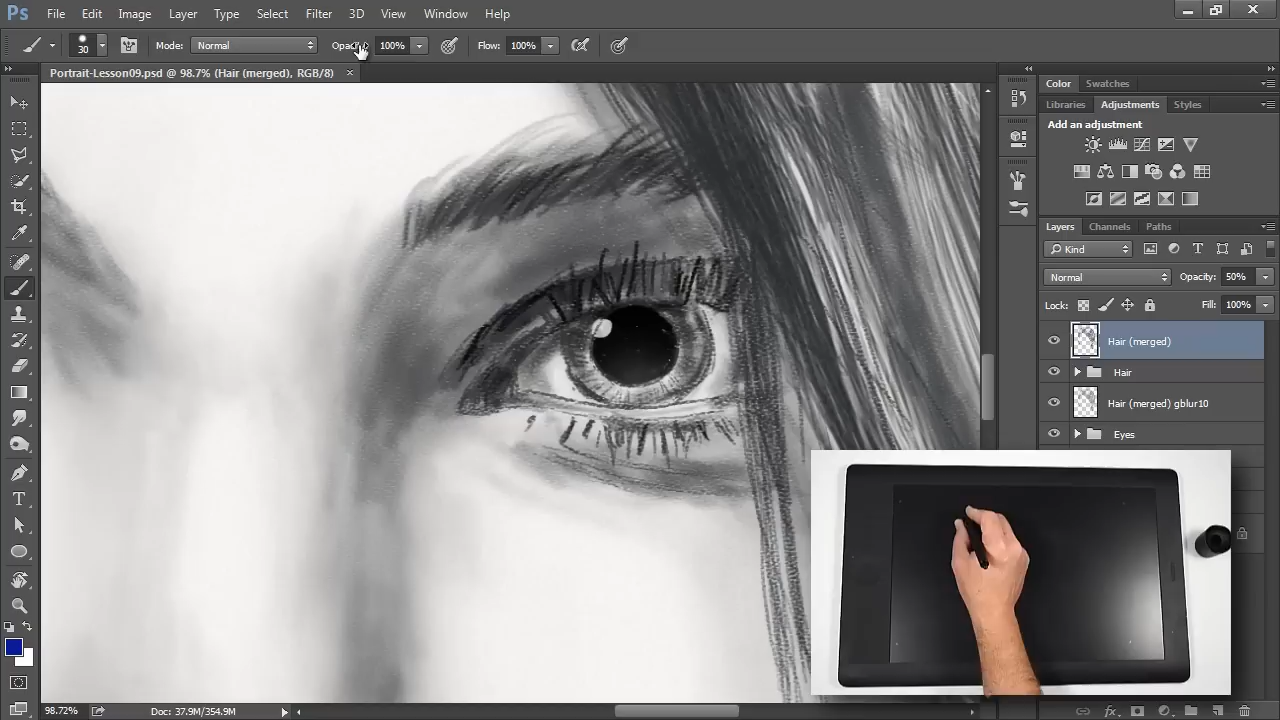 Ps File Edit Image Layer Type Select Filter 3D View Window Help
30 Mode: Normal Opacity: 100% Flow: 100%
Portrait-Lesson09.psd @ 98.7% (Hair (merged), RGB/8) ×
Color Swatches
Libraries Adjustments Styles
Add an adjustment
Layers Channels Paths
Kind
Normal Opacity: 50%
Lock: Fill: 100%
Hair (merged)
Hair
Hair (merged) gblur10
Eyes
98.72% Doc: 37.9M/354.9M